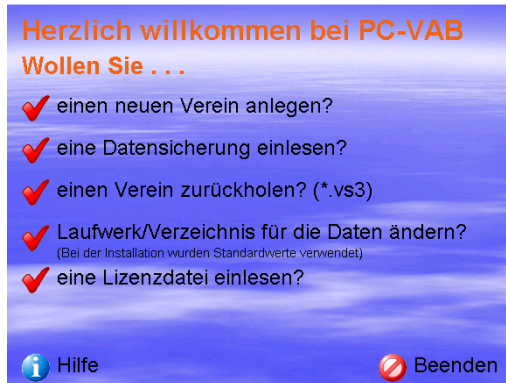 Herzlich willkommen bei PC-VAB
Wollen Sie . . .
einen neuen Verein anlegen?
eine Datensicherung einlesen?
einen Verein zurückholen? (*.vs3)
Laufwerk/Verzeichnis für die Daten ändern?
(Bei der Installation wurden Standardwerte verwendet)
eine Lizenzdatei einlesen?
Hilfe
Beenden